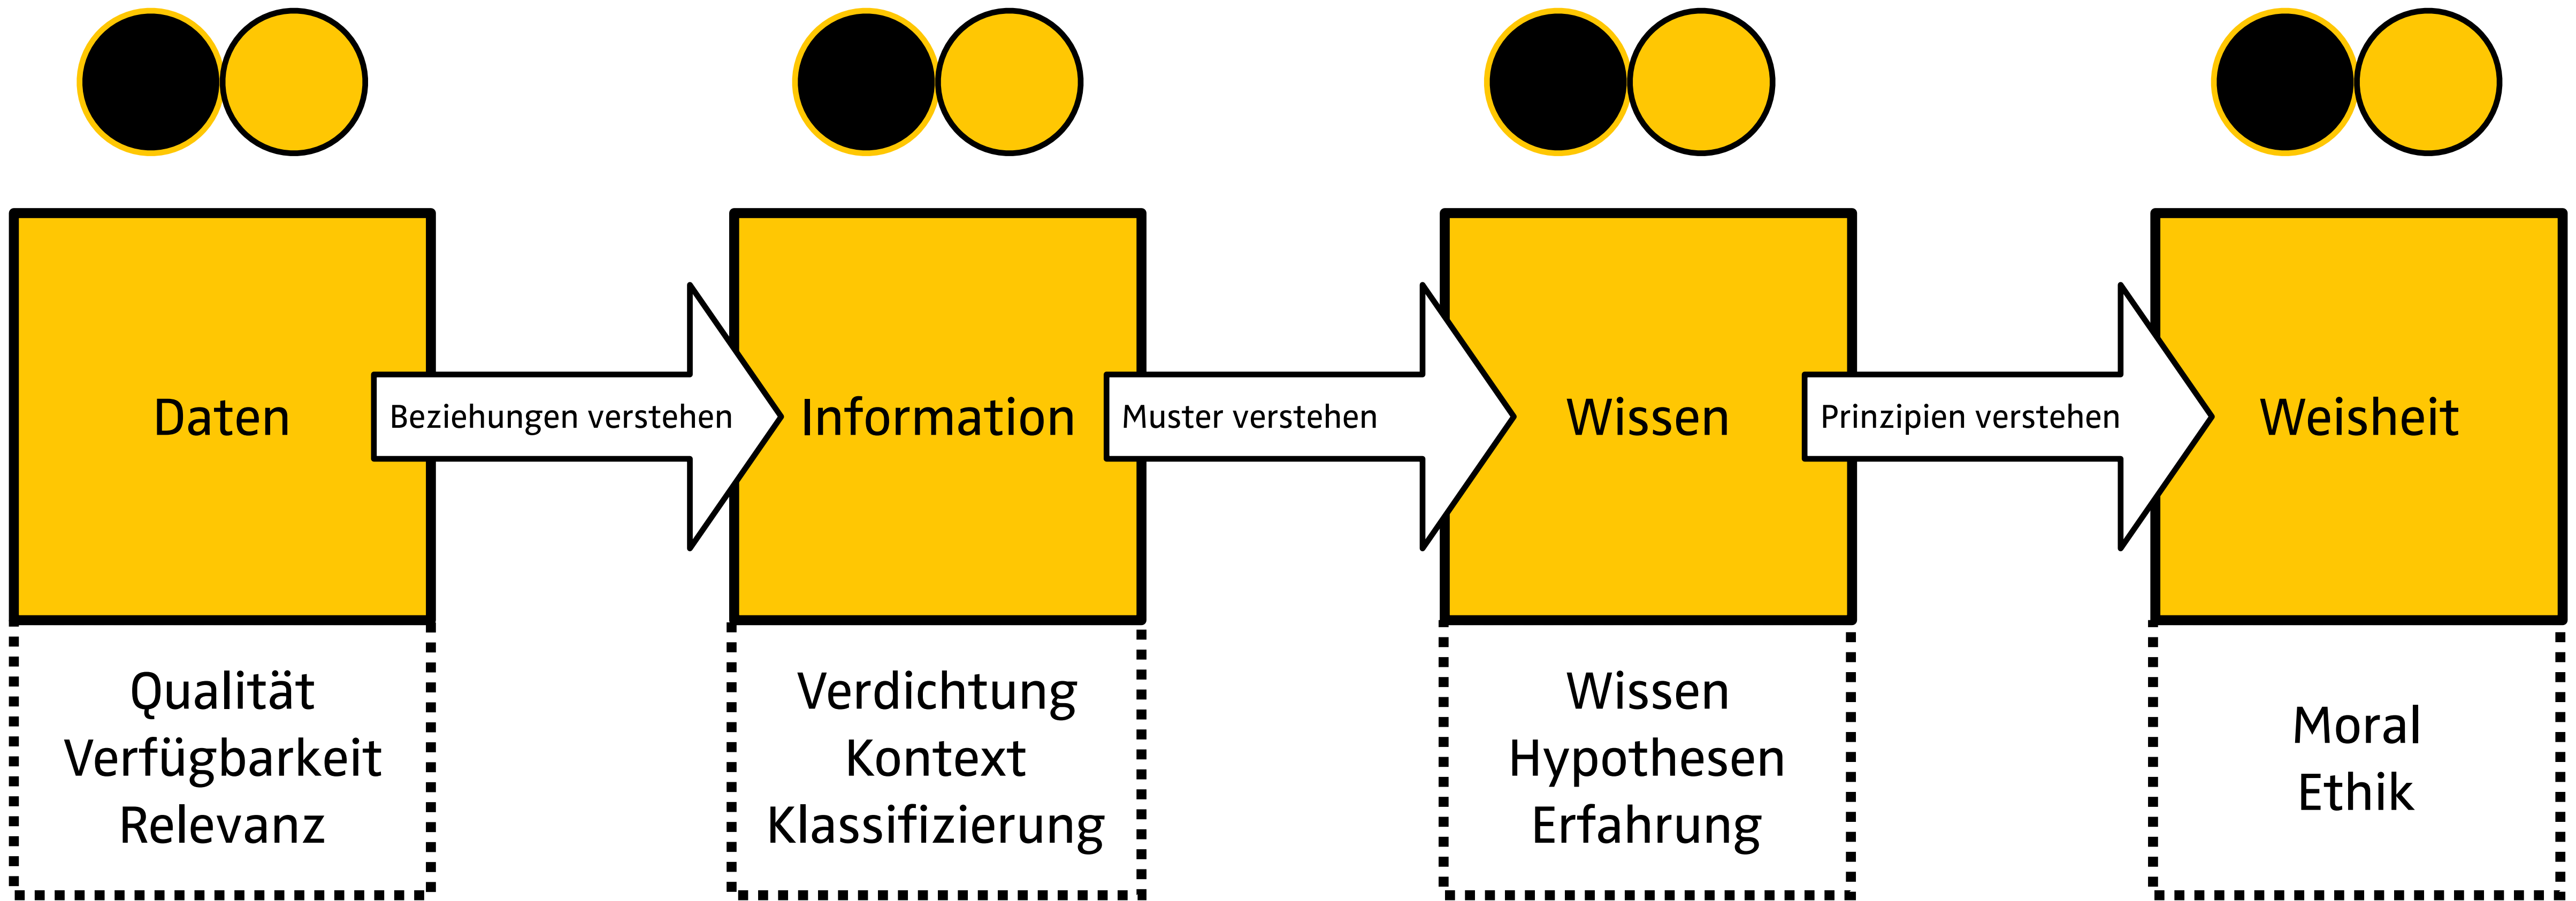 Daten
Beziehungen verstehen
Information
Muster verstehen
Wissen
Prinzipien verstehen
Weisheit
Qualität
Verfügbarkeit
Relevanz
Verdichtung
Kontext
Klassifizierung
Wissen
Hypothesen
Erfahrung
Moral
Ethik